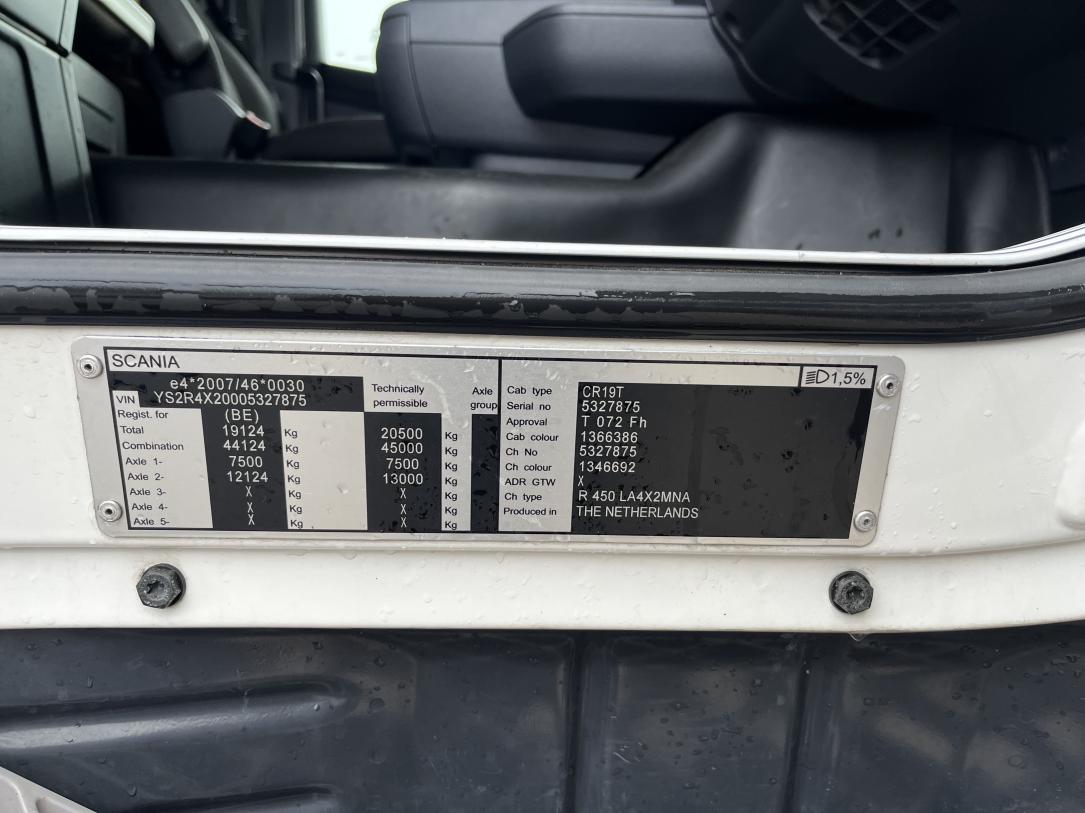 SCANIA
1,5%
e4*2007/46*0030
VIN YS2R4X20005327875
Technically permissible
Axle group
Regist. for (BE)
Total 19124 Kg 20500 Kg
Combination 44124 Kg 45000 Kg
Axle 1- 7500 Kg 7500 Kg
Axle 2- 12124 Kg 13000 Kg
Axle 3- X Kg X Kg
Axle 4- X Kg X Kg
Axle 5- X Kg X Kg
Cab type CR19T
Serial no 5327875
Approval T 072 Fh
Cab colour 1366386
Ch No 5327875
Ch colour 1346692
ADR GTW X
Ch type R 450 LA4X2MNA
Produced in THE NETHERLANDS